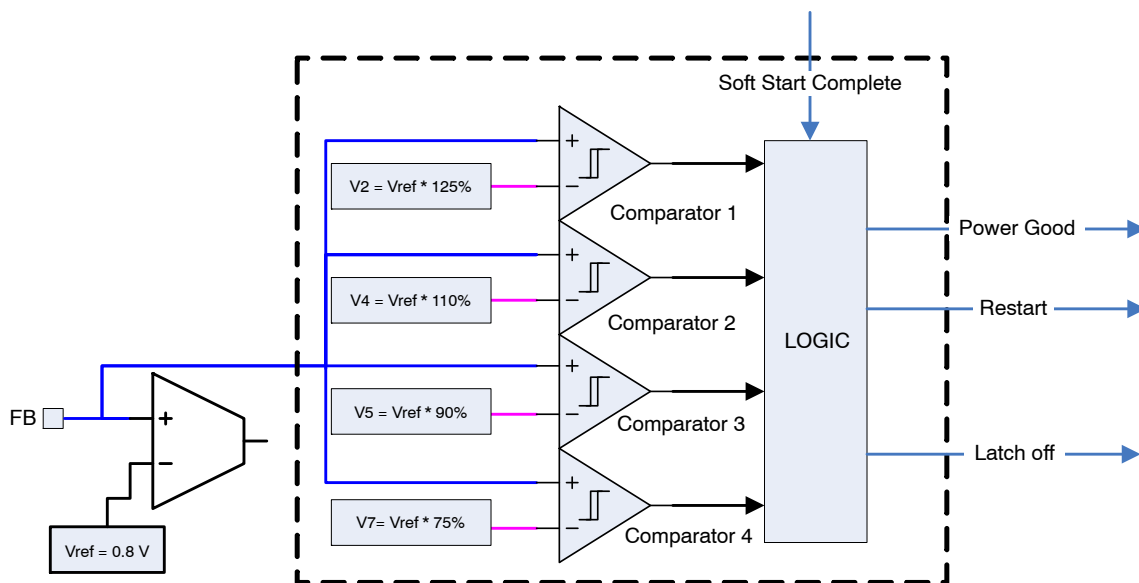 Soft Start Complete
+
V2 = Vref * 125%
−
Comparator 1
Power Good
+
V4 = Vref * 110%
−
Comparator 2
Restart
LOGIC
+
FB
+
V5 = Vref * 90%
−
Comparator 3
−
Latch off
+
V7= Vref * 75%
−
Comparator 4
Vref = 0.8 V